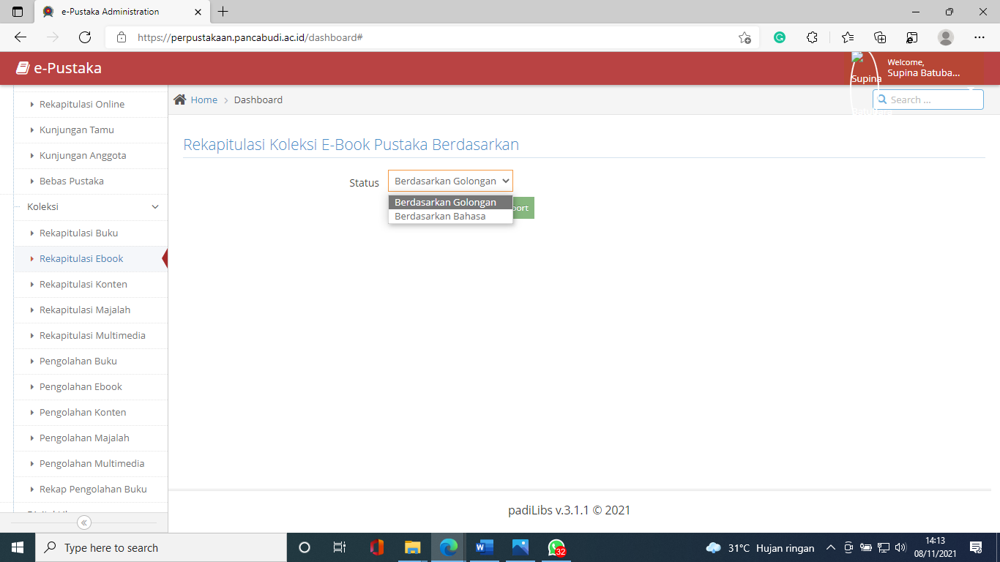 e-Pustaka Administration
https://perpustakaan.pancabudi.ac.id/dashboard#
e-Pustaka
Supina
Welcome,
Supina Batuba...
Home
Dashboard
Search ...
Rekapitulasi Online
Kunjungan Tamu
Kunjungan Anggota
Bebas Pustaka
Koleksi
Rekapitulasi Buku
Rekapitulasi Ebook
Rekapitulasi Konten
Rekapitulasi Majalah
Rekapitulasi Multimedia
Pengolahan Buku
Pengolahan Ebook
Pengolahan Konten
Pengolahan Majalah
Pengolahan Multimedia
Rekap Pengolahan Buku
Rekapitulasi Koleksi E-Book Pustaka Berdasarkan
Status
Berdasarkan Golongan
Berdasarkan Golongan
Berdasarkan Bahasa
port
padiLibs v.3.1.1 © 2021
Type here to search
W
32
31°C Hujan ringan
14:13
08/11/2021